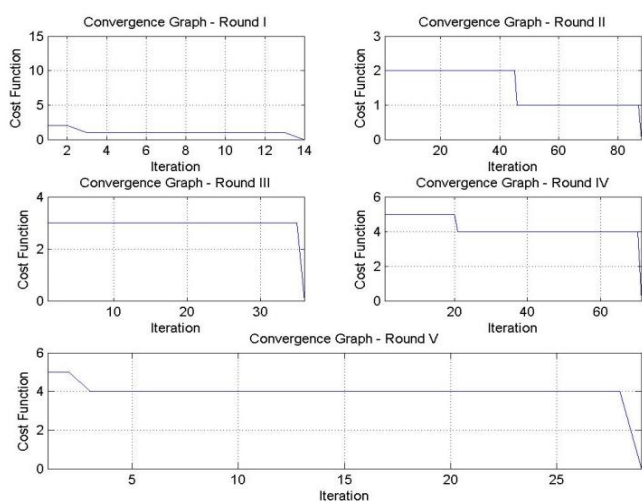 Convergence Graph - Round I
15
10
5
0
Cost Function
2 4 6 8 10 12 14
Iteration
Convergence Graph - Round II
3
2
1
0
Cost Function
20 40 60 80
Iteration
Convergence Graph - Round III
4
2
0
Cost Function
10 20 30
Iteration
Convergence Graph - Round IV
6
4
2
0
Cost Function
20 40 60
Iteration
Convergence Graph - Round V
6
4
2
0
Cost Function
5 10 15 20 25
Iteration